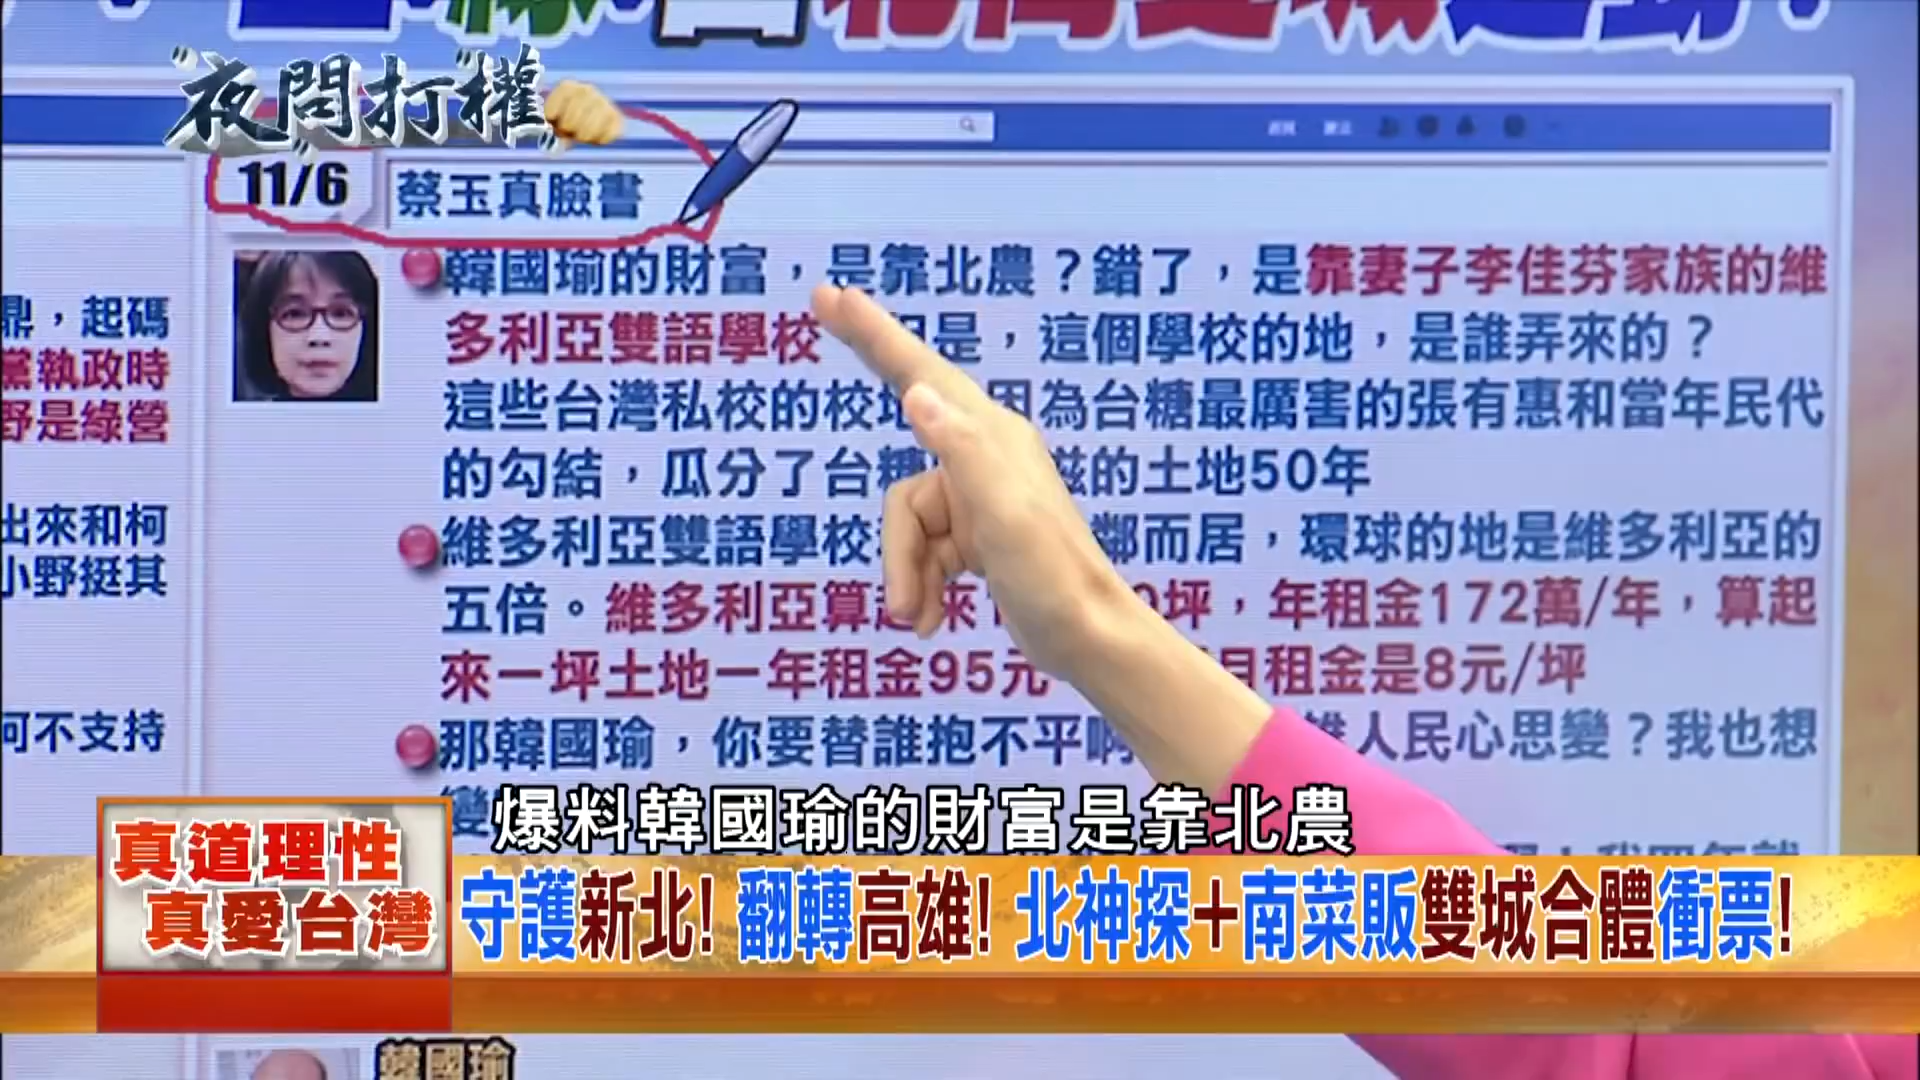 "夜"問打"權"
11/6
蔡玉真臉書
韓國瑜的財富，是靠北農？錯了，是靠妻子李佳芬家族的維
多利亞雙語學校 是，這個學校的地，是誰弄來的？
這些台灣私校的校地 因為台糖最厲害的張有惠和當年民代
的勾結，瓜分了台糖 的土地50年
維多利亞雙語學校 鄰而居，環球的地是維多利亞的
五倍。維多利亞算起來1 0坪，年租金172萬/年，算起
來一坪土地一年租金95元 月租金是8元/坪
那韓國瑜，你要替誰抱不平啊 人民心思變？我也想
變
鼎，起碼
黨執政時
野是綠營
出來和柯
小野挺其
柯不支持
爆料韓國瑜的財富是靠北農
真道理性
真愛台灣
守護新北！翻轉高雄！北神探+南菜販雙城合體衝票！
韓國瑜